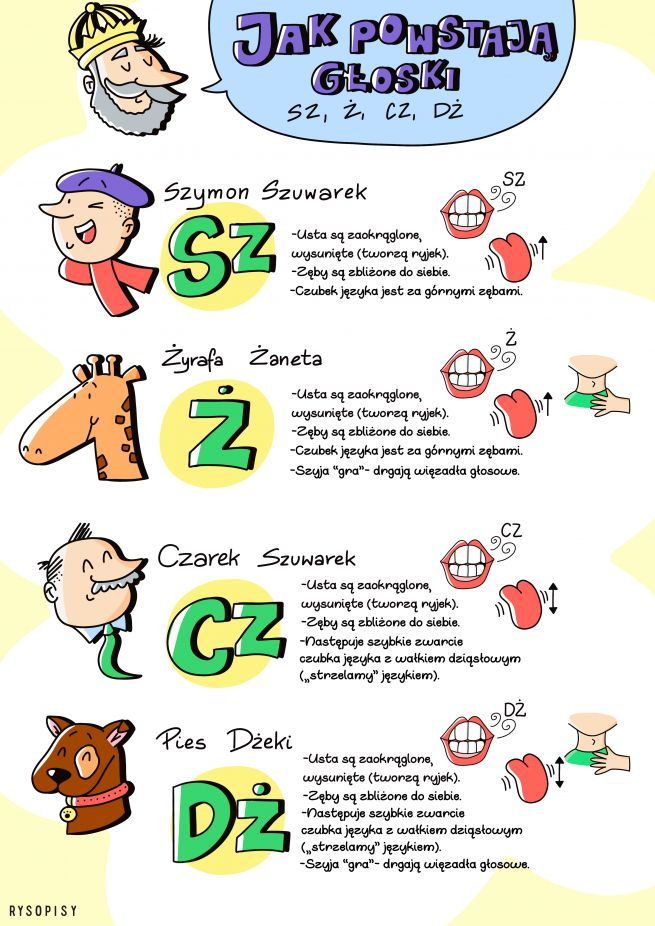 JAK POWSTAJĄ
GŁOSKI
SZ, Ż, CZ, DŻ
Szymon Szuwarek
SZ
Sz
-Usta są zaokrąglone,
wysunięte (tworzą ryjek).
-Zęby są zbliżone do siebie.
-Czubek języka jest za górnymi zębami.
Żyrafa Żaneta
Ż
Ż
-Usta są zaokrąglone,
wysunięte (tworzą ryjek).
-Zęby są zbliżone do siebie.
-Czubek języka jest za górnymi zębami.
-Szyja "gra"- drgają więzadła głosowe.
Czarek Szuwarek
CZ
Cz
-Usta są zaokrąglone,
wysunięte (tworzą ryjek).
-Zęby są zbliżone do siebie.
-Następuje szybkie zwarcie
czubka języka z wałkiem dziąsłowym
(„strzelamy" językiem).
Pies Dżeki
DŻ
Dż
-Usta są zaokrąglone,
wysunięte (tworzą ryjek).
-Zęby są zbliżone do siebie.
-Następuje szybkie zwarcie
czubka języka z wałkiem dziąsłowym
(„strzelamy" językiem).
-Szyja "gra"- drgają więzadła głosowe.
RYSOPISY